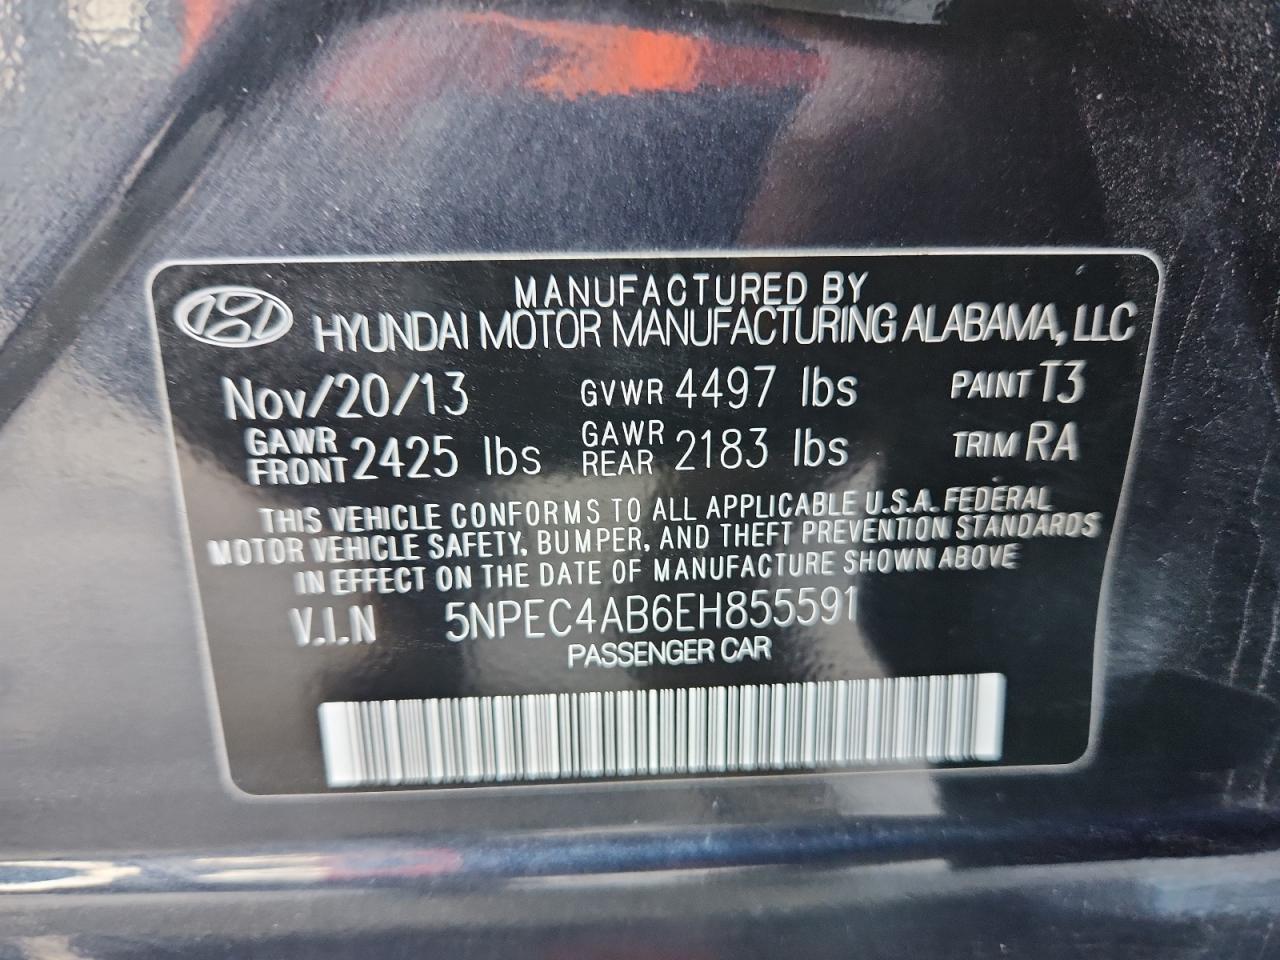 MANUFACTURED BY
HYUNDAI MOTOR MANUFACTURING ALABAMA, LLC
Nov/20/13 GVWR 4497 lbs PAINT T3
GAWR FRONT 2425 lbs GAWR REAR 2183 lbs TRIM RA
THIS VEHICLE CONFORMS TO ALL APPLICABLE U.S.A. FEDERAL
MOTOR VEHICLE SAFETY, BUMPER, AND THEFT PREVENTION STANDARDS
IN EFFECT ON THE DATE OF MANUFACTURE SHOWN ABOVE
V.I.N 5NPEC4AB6EH855591
PASSENGER CAR